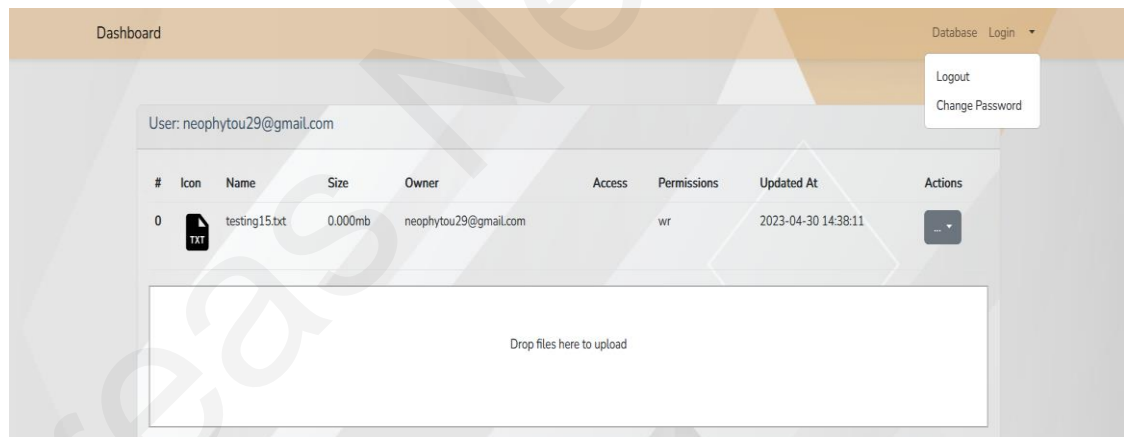 Dashboard Database Login
Logout
Change Password
User: neophytou29@gmail.com
# Icon Name Size Owner Access Permissions Updated At Actions
0 TXT testing15.txt 0.000mb neophytou29@gmail.com wr 2023-04-30 14:38:11 ...
Drop files here to upload